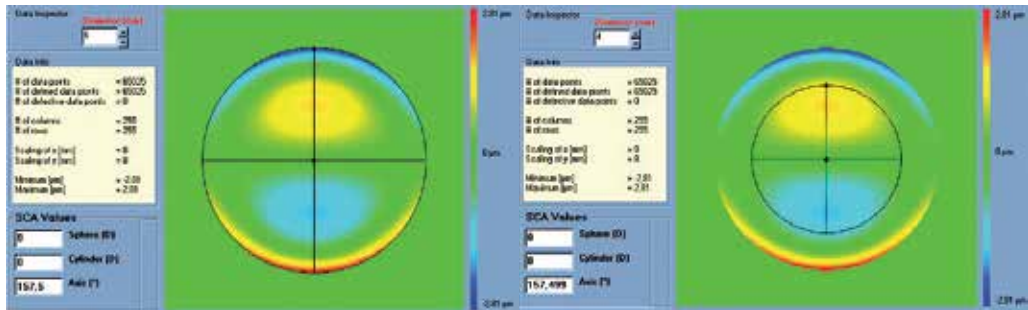 Data Inspector
Diameter (mm)
6
Data Info
# of data points = 65025
# of defined data points = 65025
# of defective data points = 0
# of columns = 255
# of rows = 255
Scaling of x [mm] = 0
Scaling of y [mm] = 0
Minimum [µm] = -2.01
Maximum [µm] = 2.01
SCA Values
0 Sphere (D)
0 Cylinder (D)
157,5 Axis (°)
2.01 µm
0 µm
-2.01 µm
Data Inspector
Diameter (mm)
4
Data Info
# of data points = 65025
# of defined data points = 65025
# of defective data points = 0
# of columns = 255
# of rows = 255
Scaling of x [mm] = 0
Scaling of y [mm] = 0
Minimum [µm] = -2.01
Maximum [µm] = 2.01
SCA Values
0 Sphere (D)
0 Cylinder (D)
157,499 Axis (°)
2.01 µm
0 µm
-2.01 µm